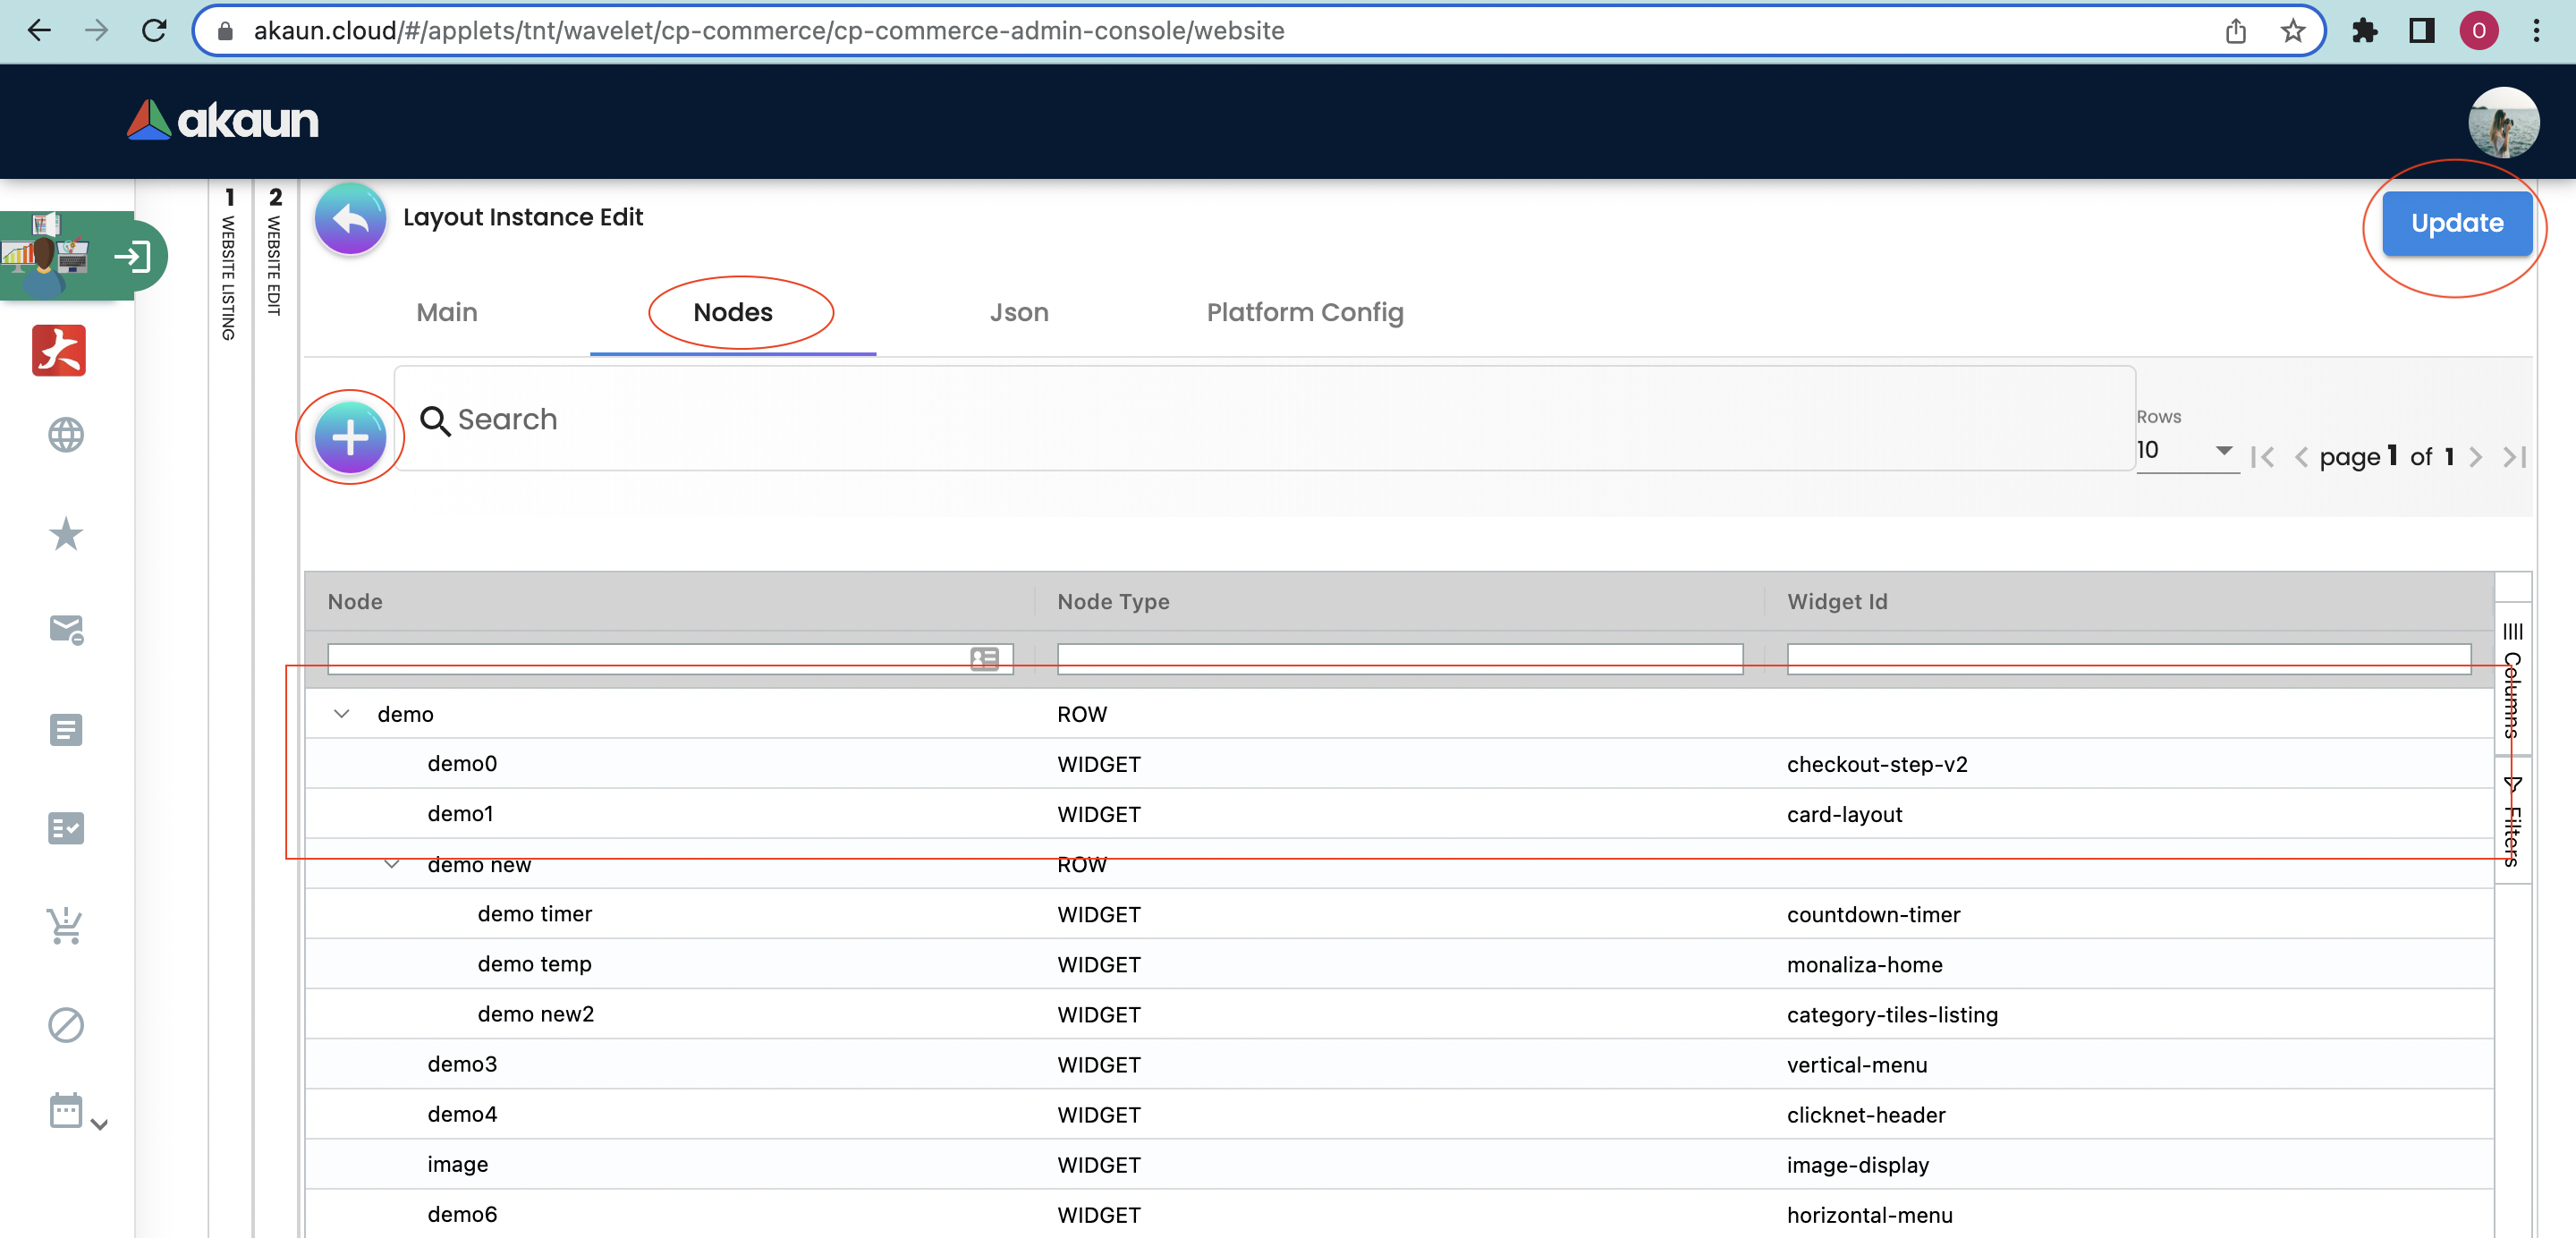 akaun.cloud/#/applets/tnt/wavelet/cp-commerce/cp-commerce-admin-console/website
O
akaun
1 WEBSITE LISTING
2 WEBSITE EDIT
Layout Instance Edit
Update
Main Nodes Json Platform Config
Search
Rows
10
page 1 of 1
Node Node Type Widget Id
demo ROW
demo0 WIDGET checkout-step-v2
demo1 WIDGET card-layout
demo new ROW
demo timer WIDGET countdown-timer
demo temp WIDGET monaliza-home
demo new2 WIDGET category-tiles-listing
demo3 WIDGET vertical-menu
demo4 WIDGET clicknet-header
image WIDGET image-display
demo6 WIDGET horizontal-menu
Columns
Filters